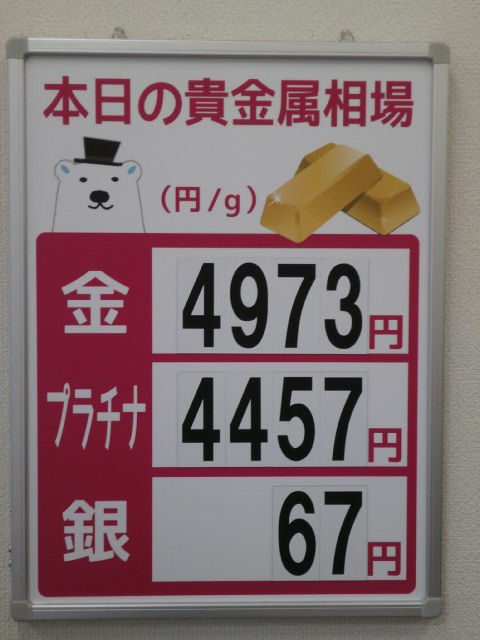 本日の貴金属相場
(円/g)
金 4973円
プラチナ 4457円
銀 67円